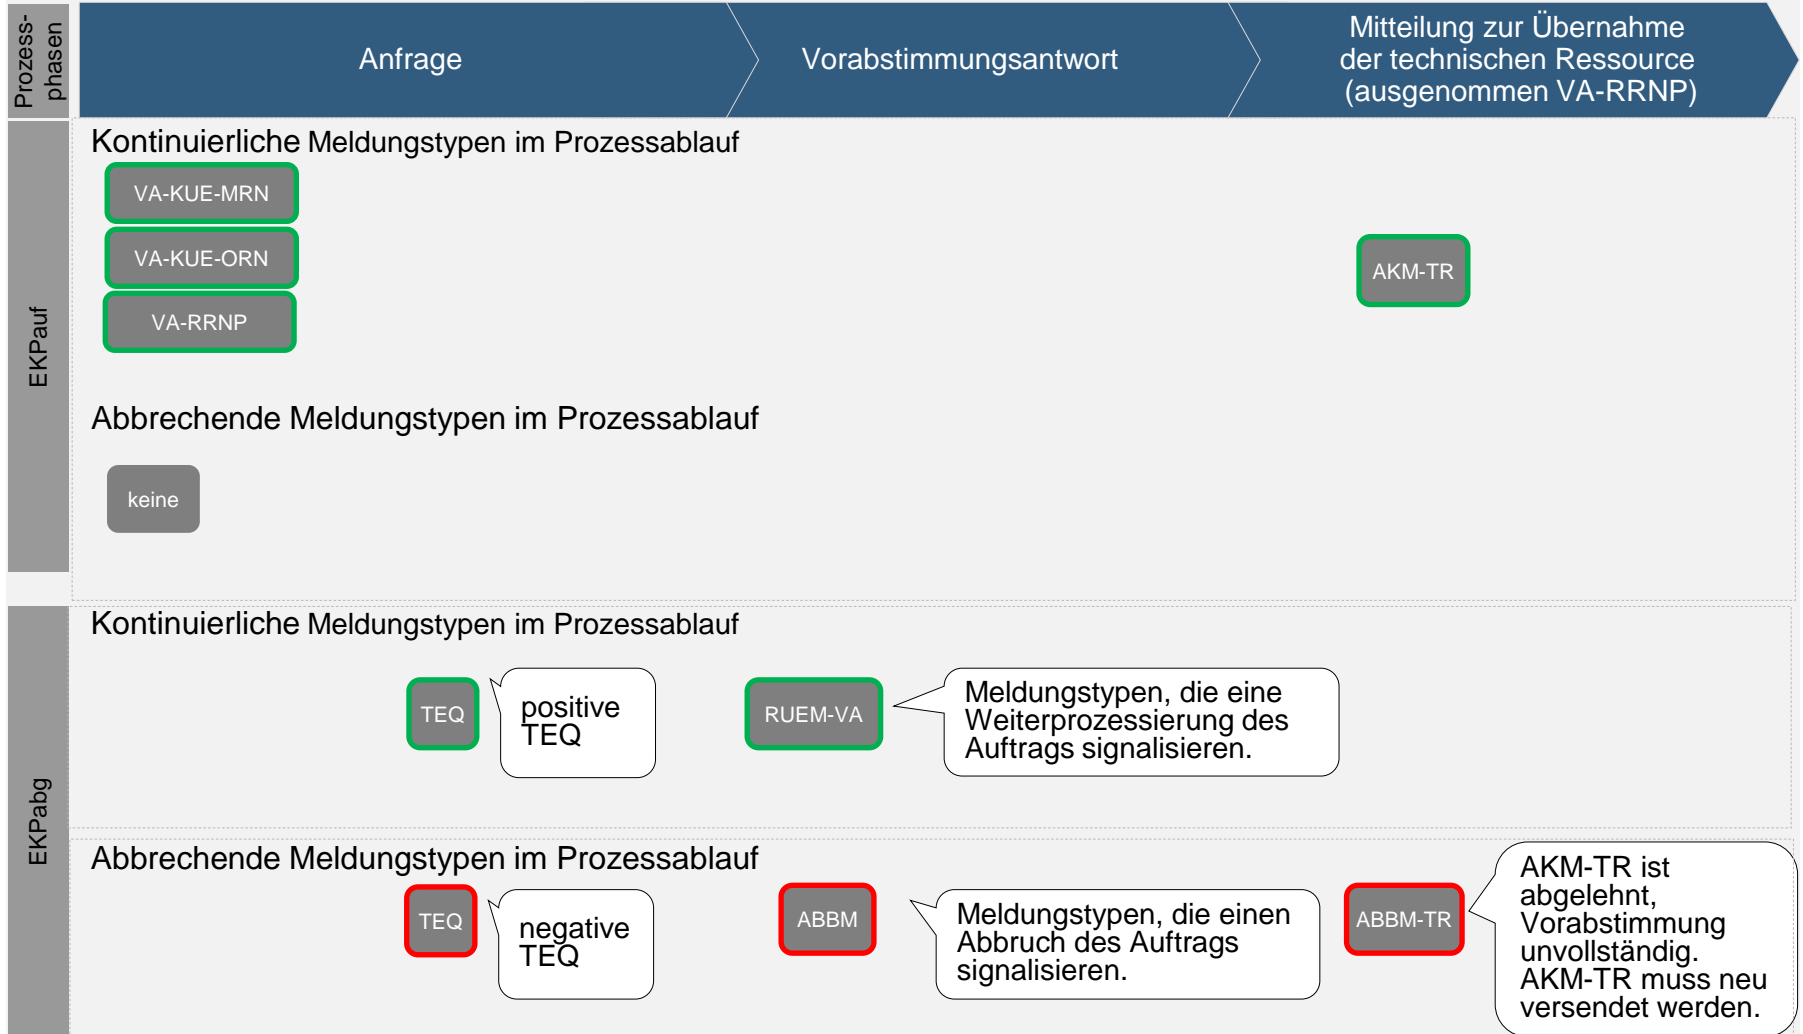 Prozess-
phasen
Anfrage
Vorabstimmungsantwort
Mitteilung zur Übernahme
der technischen Ressource
(ausgenommen VA-RRNP)
EKPauf
Kontinuierliche Meldungstypen im Prozessablauf
VA-KUE-MRN
VA-KUE-ORN
VA-RRNP
AKM-TR
Abbrechende Meldungstypen im Prozessablauf
keine
EKPabg
Kontinuierliche Meldungstypen im Prozessablauf
TEQ
positive
TEQ
RUEM-VA
Meldungstypen, die eine
Weiterprozessierung des
Auftrags signalisieren.
Abbrechende Meldungstypen im Prozessablauf
TEQ
negative
TEQ
ABBM
Meldungstypen, die einen
Abbruch des Auftrags
signalisieren.
ABBM-TR
AKM-TR ist
abgelehnt,
Vorabstimmung
unvollständig.
AKM-TR muss neu
versendet werden.